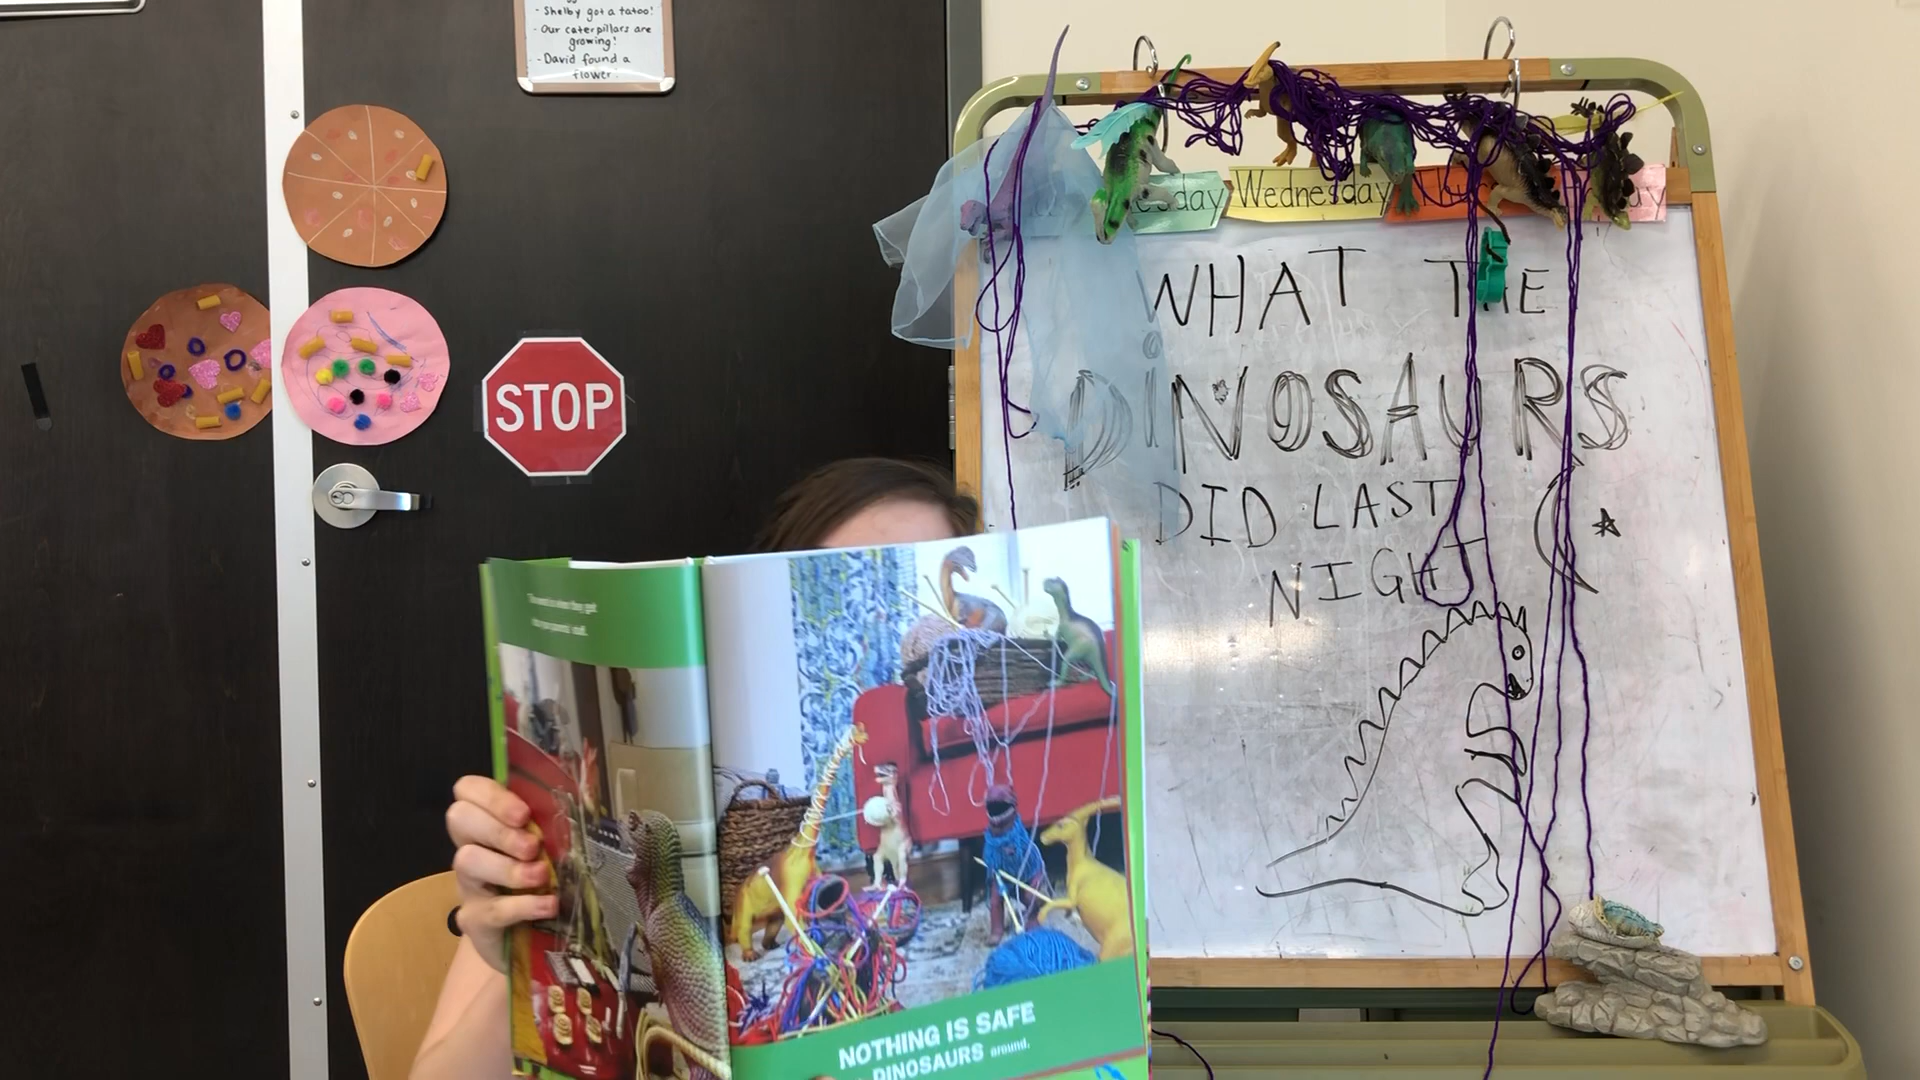 - Shelby got a tatoo!
- Our caterpillars are
growing!
- David found a
flower!
STOP
Wednesday
WHAT THE
DINOSAURS
DID LAST
NIGHT
NOTHING IS SAFE
DINOSAURS around.